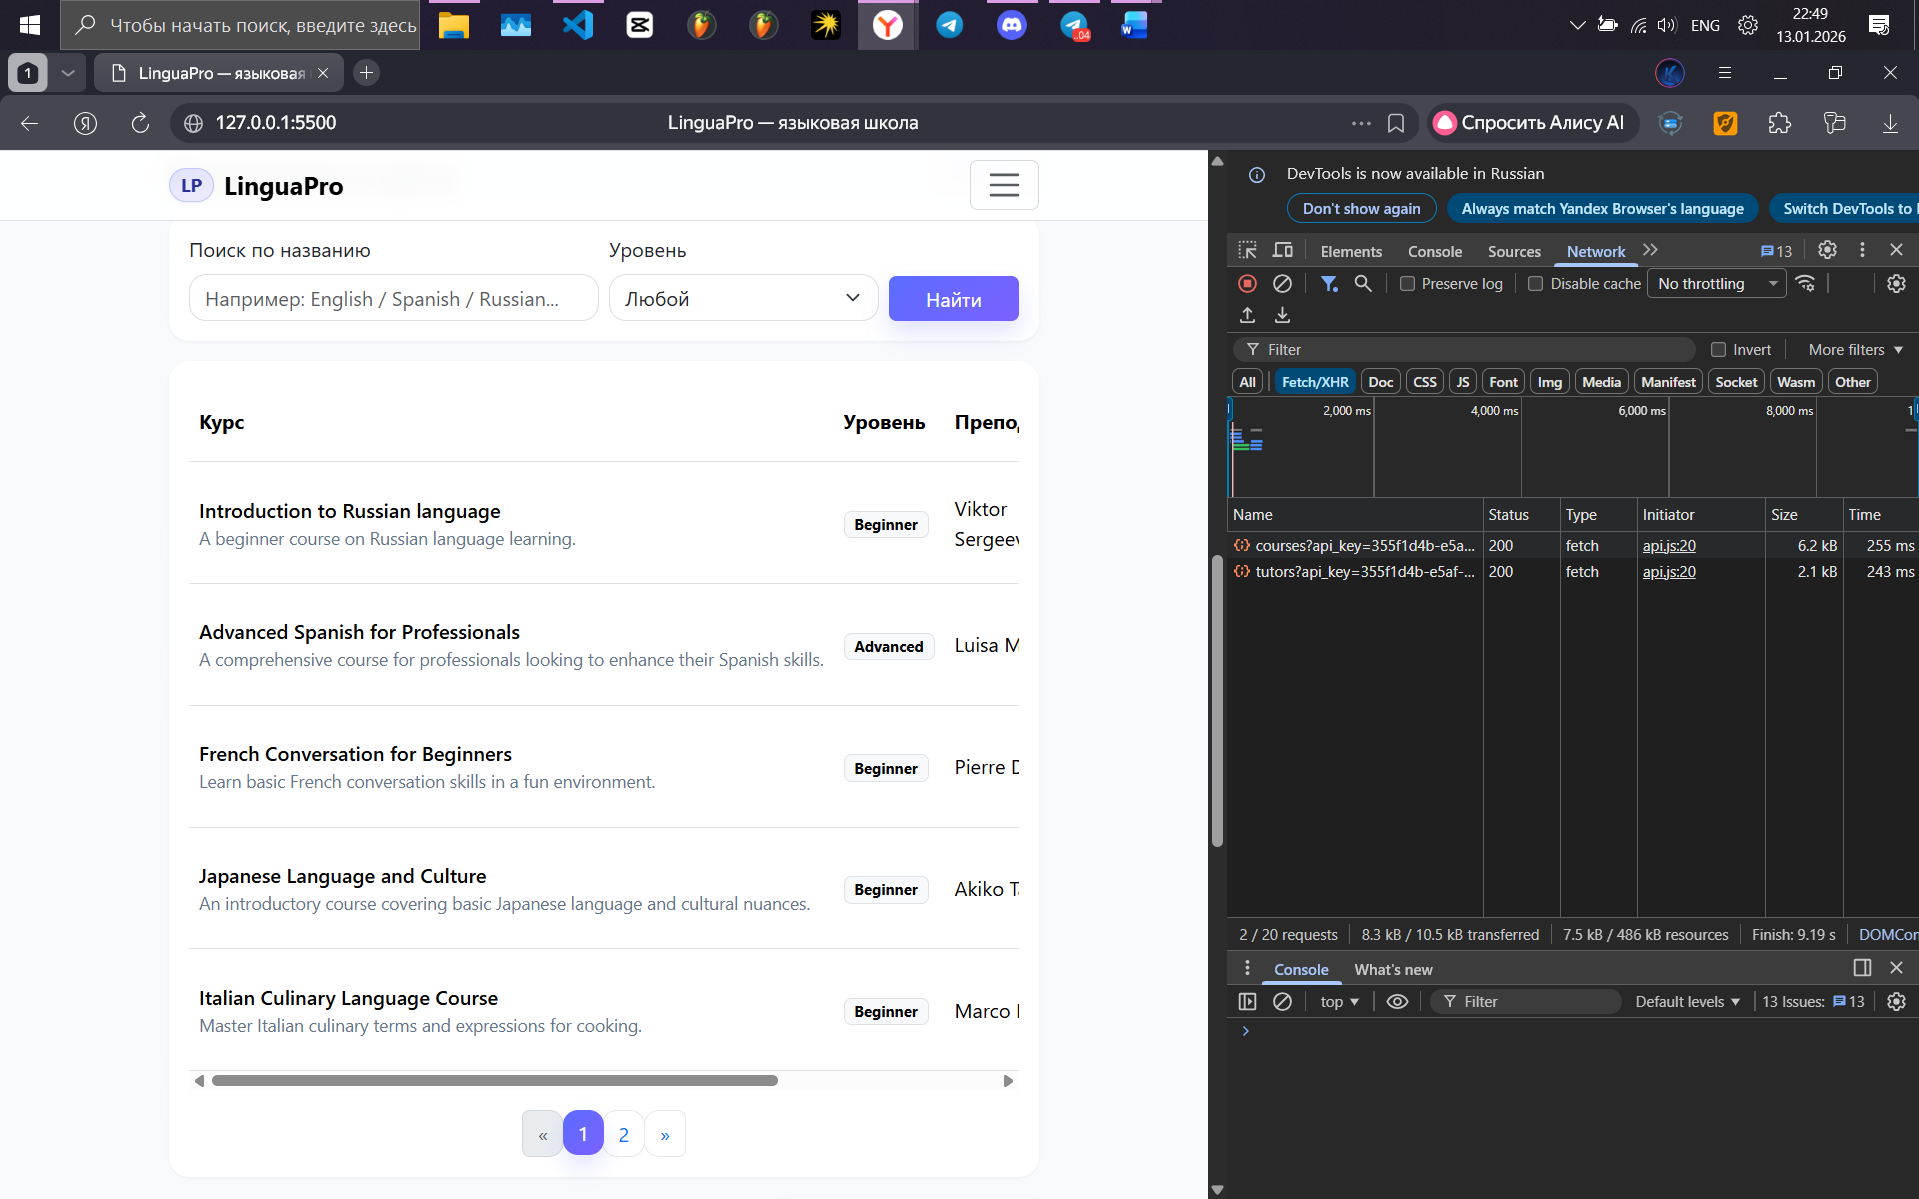 Чтобы начать поиск, введите здесь
.04
ENG
22:49
13.01.2026
1
LinguaPro — языковая
127.0.0.1:5500
LinguaPro — языковая школа
Спросить Алису AI
LP LinguaPro
Поиск по названию
Уровень
Например: English / Spanish / Russian...
Любой
Найти
Курс
Уровень
Introduction to Russian language
A beginner course on Russian language learning.
Beginner
Viktor
Advanced Spanish for Professionals
A comprehensive course for professionals looking to enhance their Spanish skills.
Advanced
Luisa
French Conversation for Beginners
Learn basic French conversation skills in a fun environment.
Beginner
Pierre
Japanese Language and Culture
An introductory course covering basic Japanese language and cultural nuances.
Beginner
Akiko
Italian Culinary Language Course
Master Italian culinary terms and expressions for cooking.
Beginner
Marco
« 1 2 »
DevTools is now available in Russian
Don't show again
Always match Yandex Browser's language
Switch DevTools to
Elements Console Sources Network 13
Preserve log Disable cache No throttling
Filter Invert More filters
All Fetch/XHR Doc CSS JS Font Img Media Manifest Socket Wasm Other
2,000 ms 4,000 ms 6,000 ms 8,000 ms
Name Status Type Initiator Size Time
courses?api_key=355f1d4b-e5a... 200 fetch api.js:20 6.2 kB 255 ms
tutors?api_key=355f1d4b-e5af-... 200 fetch api.js:20 2.1 kB 243 ms
2 / 20 requests 8.3 kB / 10.5 kB transferred 7.5 kB / 486 kB resources Finish: 9.19 s
Console What's new
top Filter Default levels 13 Issues: 13